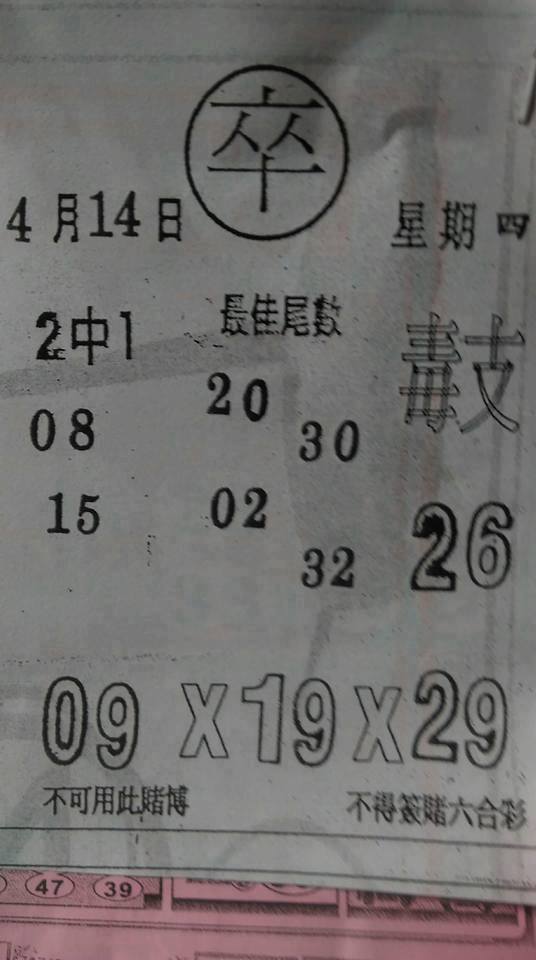 卒
4月14日 星期四
2中1 最佳尾數
08 20 30
15 02 32 26
09 X 19 X 29
不可用此賭博 不得簽賭六合彩
47 39